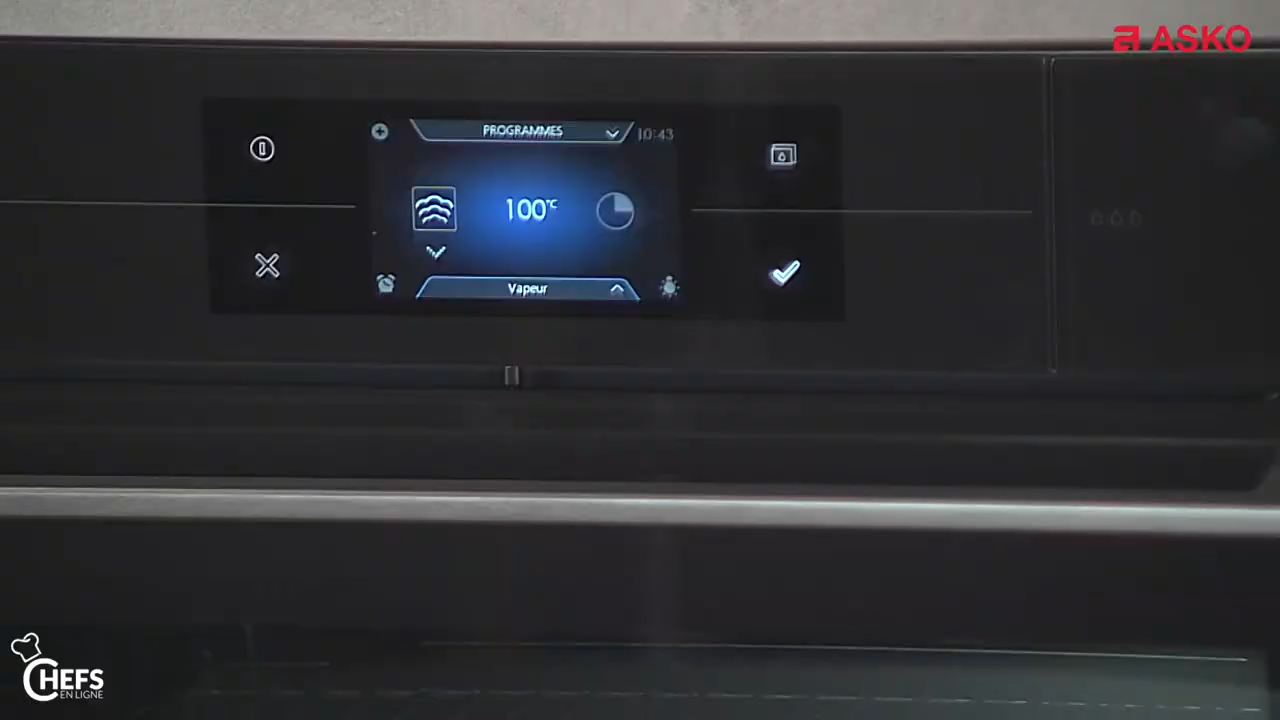 ASKO
PROGRAMMES
10:43
100°C
Vapeur
CHEFS
EN LIGNE